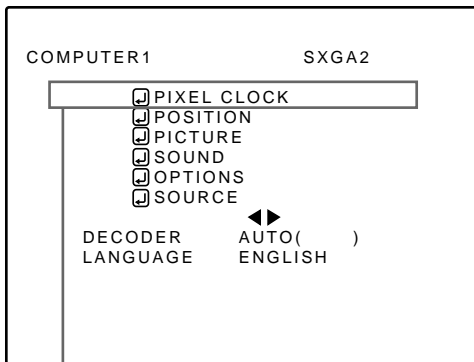 COMPUTER1 SXGA2
PIXEL CLOCK
POSITION
PICTURE
SOUND
OPTIONS
SOURCE
DECODER AUTO( )
LANGUAGE ENGLISH